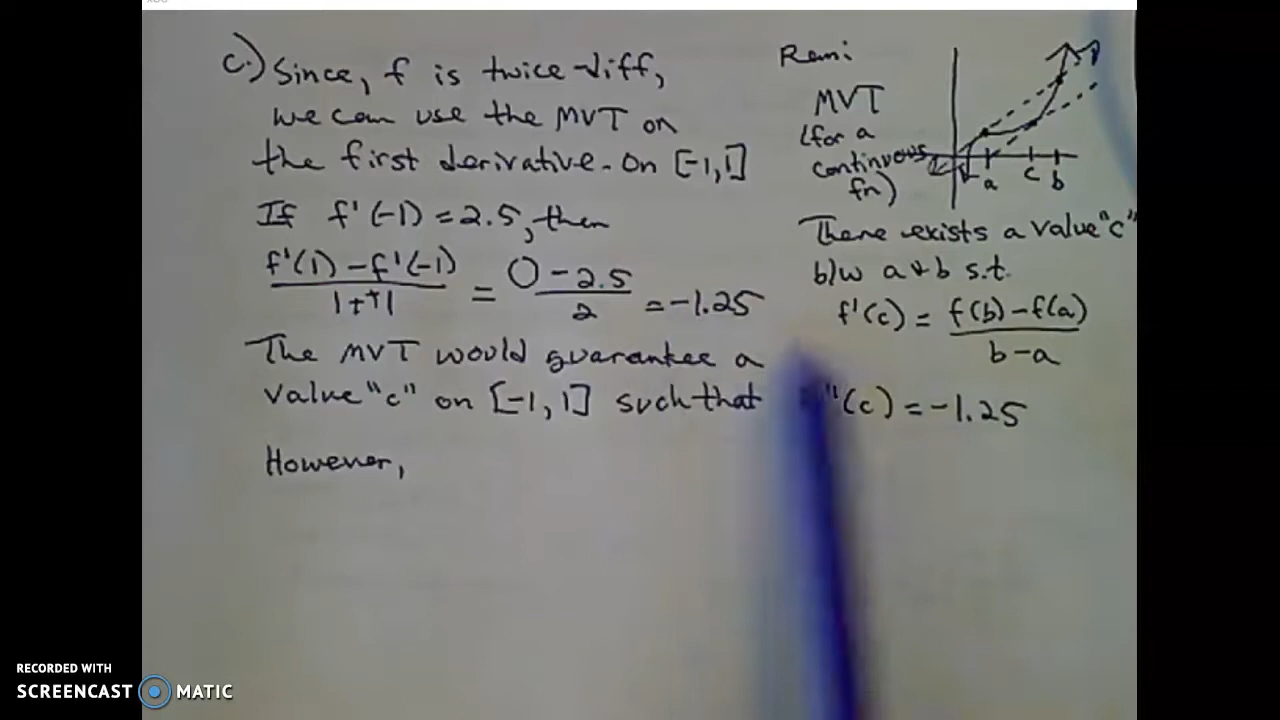 c.) Since, f is twice-diff,
we can use the MVT on
the first derivative. On [-1,1]
If f'(-1) = 2.5, then
f'(1) - f'(-1) / 1++1 = 0 - 2.5 / 2 = -1.25
The MVT would guarantee a
value "c" on [-1,1] such that "(c) = -1.25
However,
Rem:
MVT
(for a
continuous
fn)
a c b
There exists a value "c"
b/w a & b s.t.
f'(c) = f(b) - f(a) / b - a
RECORDED WITH
SCREENCAST MATIC